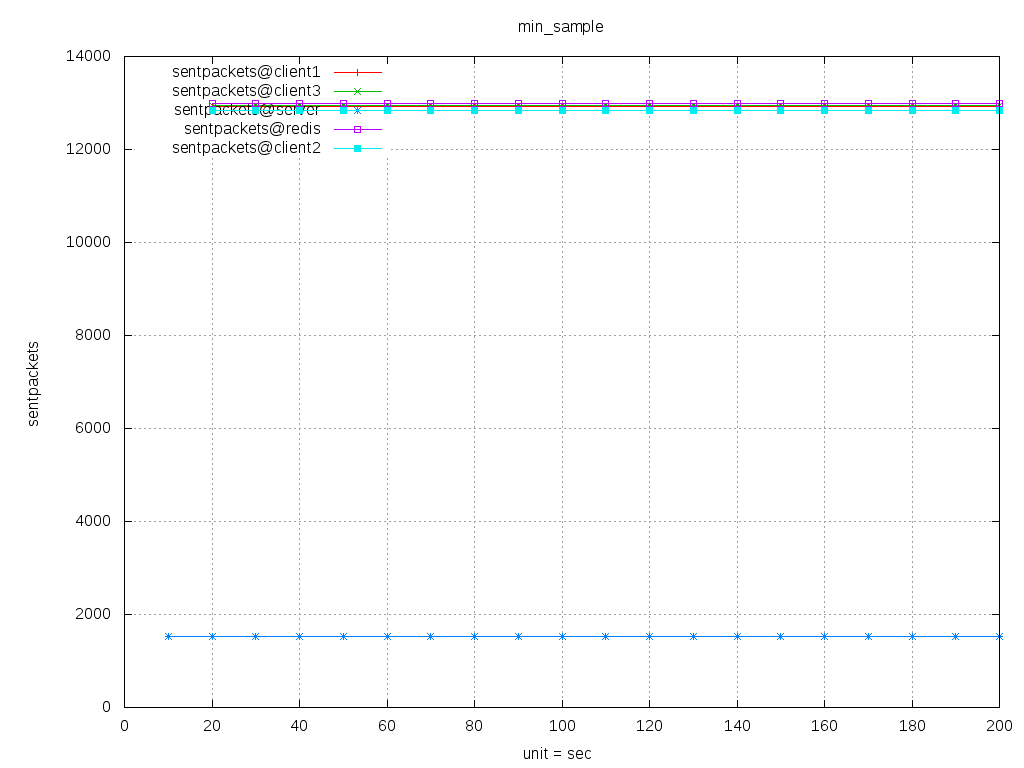 min_sample
14000
12000
10000
8000
6000
4000
2000
0
sentpackets
sentpackets@client1
sentpackets@client3
sentpackets@server
sentpackets@redis
sentpackets@client2
0 20 40 60 80 100 120 140 160 180 200
unit = sec